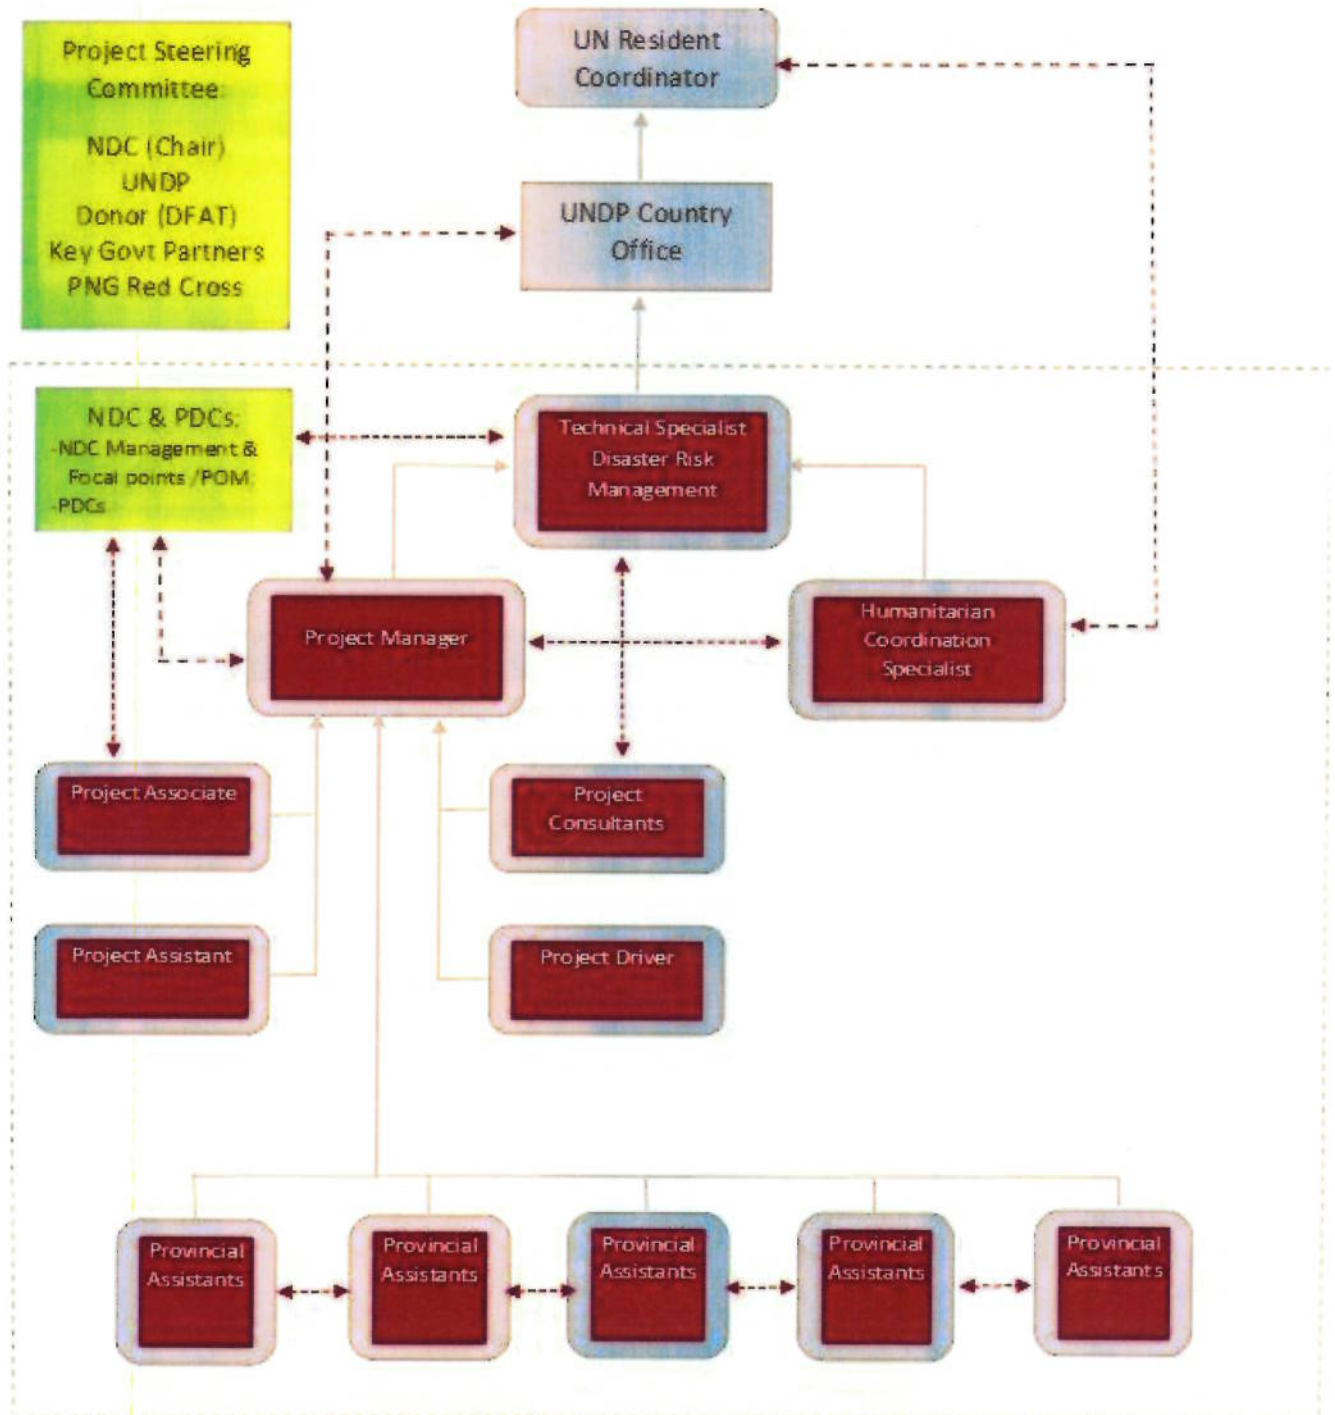 Project Steering
Committee:
NDC (Chair)
UNDP
Donor (DFAT)
Key Govt Partners
PNG Red Cross
UN Resident
Coordinator
UNDP Country
Office
NDC & PDCs:
-NDC Management &
Focal points /POM;
-PDCs
Technical Specialist
Disaster Risk
Management
Project Manager
Humanitarian
Coordination
Specialist
Project Associate
Project
Consultants
Project Assistant
Project Driver
Provincial
Assistants
Provincial
Assistants
Provincial
Assistants
Provincial
Assistants
Provincial
Assistants